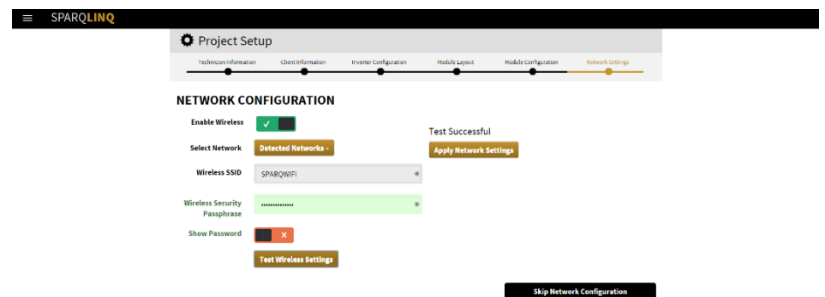 SPARQLINQ
Project Setup
Technician Information Client Information Inverter Configuration Module Layout Module Configuration Network Settings
NETWORK CONFIGURATION
Enable Wireless
Test Successful
Select Network Detected Networks - Apply Network Settings
Wireless SSID SPARQWIFI
Wireless Security
Passphrase
Show Password
Test Wireless Settings
Skip Network Configuration